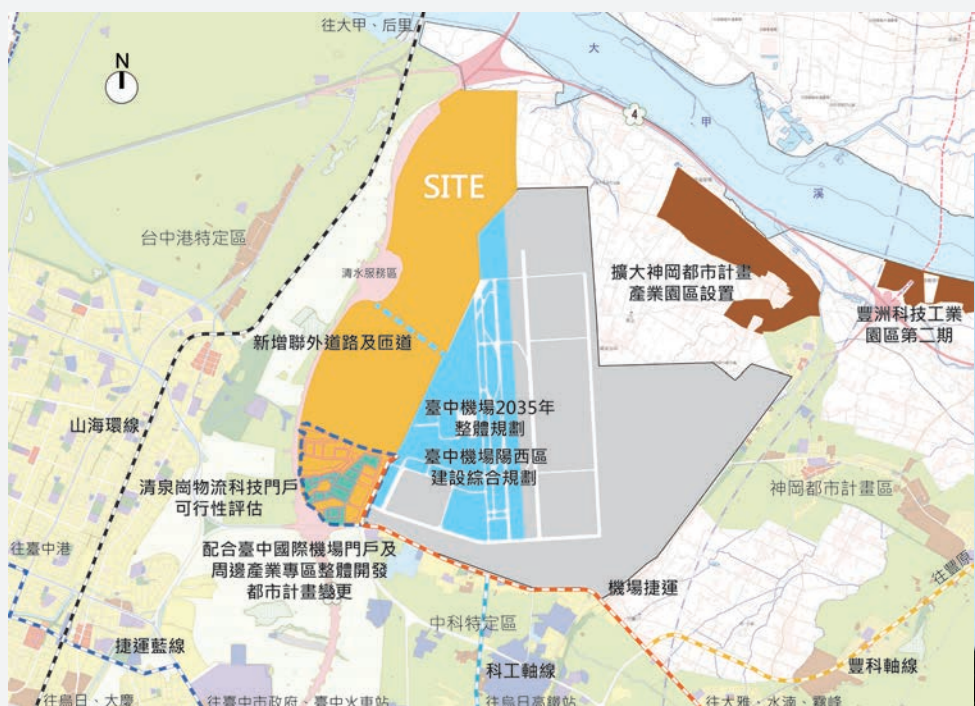 往大甲、后里
N
大
甲
溪
4
SITE
台中港特定區
清水服務區
擴大神岡都市計畫
產業園區設置
豐洲科技工業
園區第二期
新增聯外道路及匝道
臺中機場2035年
整體規劃
山海環線
臺中機場陽西區
建設綜合規劃
清泉崗物流科技門戶
可行性評估
神岡都市計畫區
往臺中港
配合臺中國際機場門戶及
周邊產業專區整體開發
都市計畫變更
往豐原
機場捷運
中科特定區
捷運藍線
科工軸線
豐科軸線
往烏日、大慶
往臺中市政府、臺中火車站
往烏日高鐵站
往大雅、水湳、霧峰